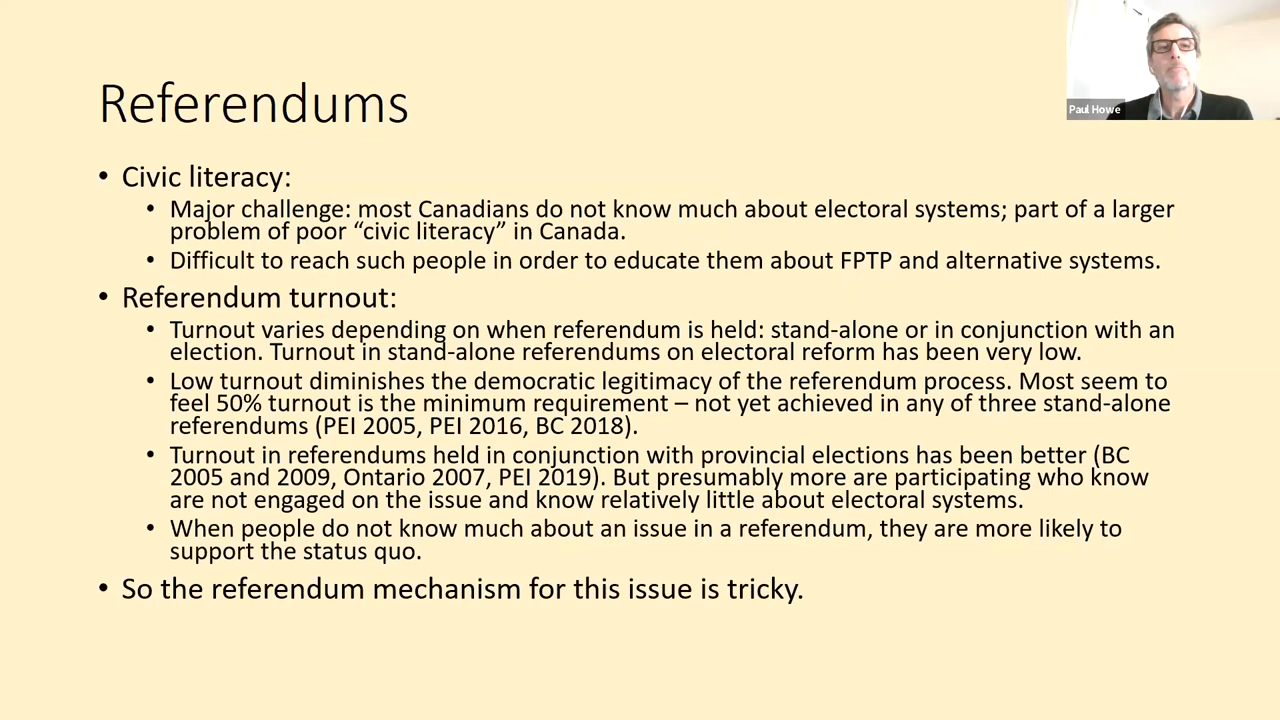 Referendums
Paul Howe
• Civic literacy:
• Major challenge: most Canadians do not know much about electoral systems; part of a larger
problem of poor “civic literacy” in Canada.
• Difficult to reach such people in order to educate them about FPTP and alternative systems.
• Referendum turnout:
• Turnout varies depending on when referendum is held: stand-alone or in conjunction with an
election. Turnout in stand-alone referendums on electoral reform has been very low.
• Low turnout diminishes the democratic legitimacy of the referendum process. Most seem to
feel 50% turnout is the minimum requirement – not yet achieved in any of three stand-alone
referendums (PEI 2005, PEI 2016, BC 2018).
• Turnout in referendums held in conjunction with provincial elections has been better (BC
2005 and 2009, Ontario 2007, PEI 2019). But presumably more are participating who know
are not engaged on the issue and know relatively little about electoral systems.
• When people do not know much about an issue in a referendum, they are more likely to
support the status quo.
• So the referendum mechanism for this issue is tricky.